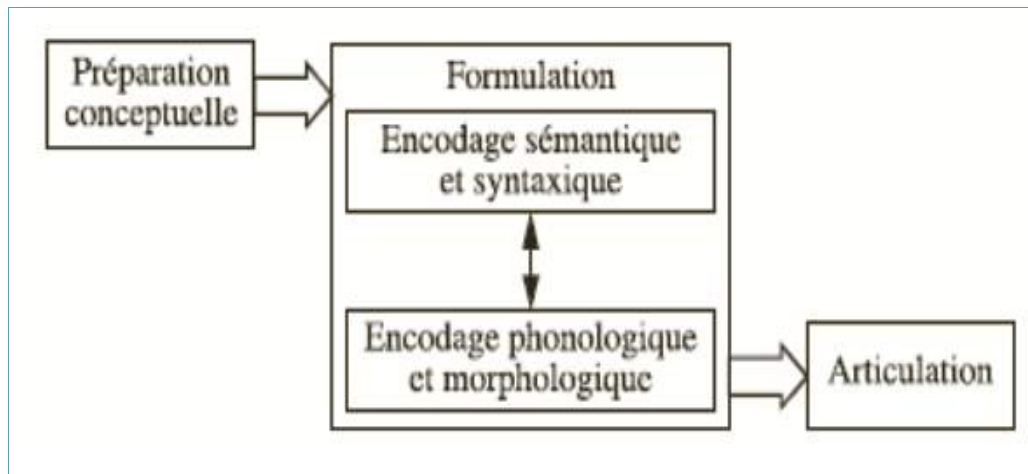 Préparation
conceptuelle
Formulation
Encodage sémantique
et syntaxique
Encodage phonologique
et morphologique
Articulation